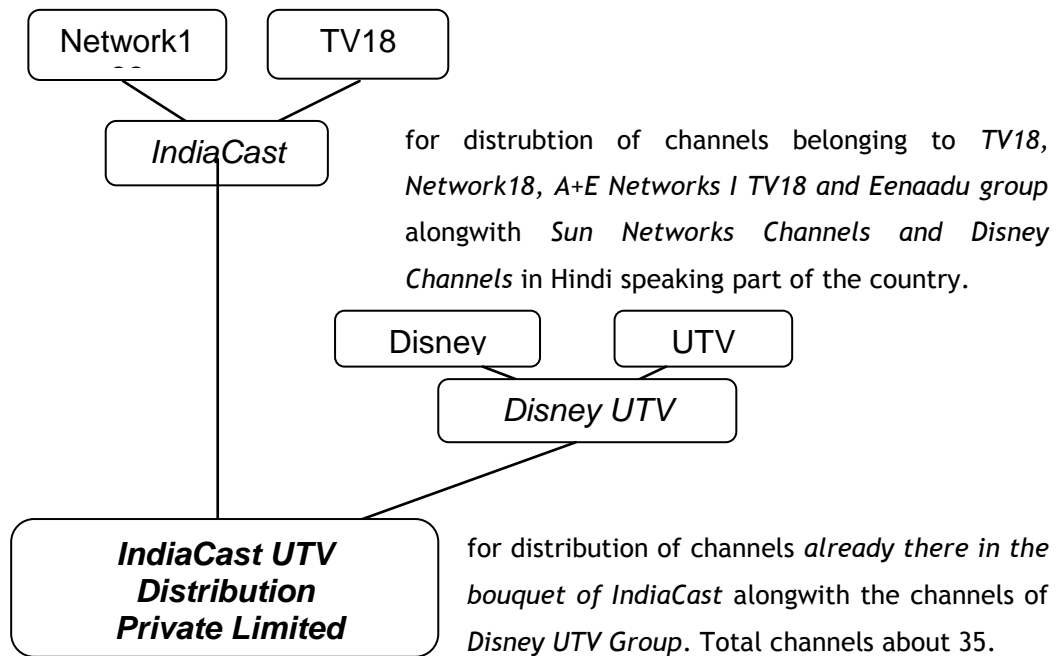 Network1
TV18
IndiaCast
for distrubtion of channels belonging to TV18,
Network18, A+E Networks I TV18 and Eenaadu group
alongwith Sun Networks Channels and Disney
Channels in Hindi speaking part of the country.
Disney
UTV
Disney UTV
IndiaCast UTV
Distribution
Private Limited
for distribution of channels already there in the
bouquet of IndiaCast alongwith the channels of
Disney UTV Group. Total channels about 35.